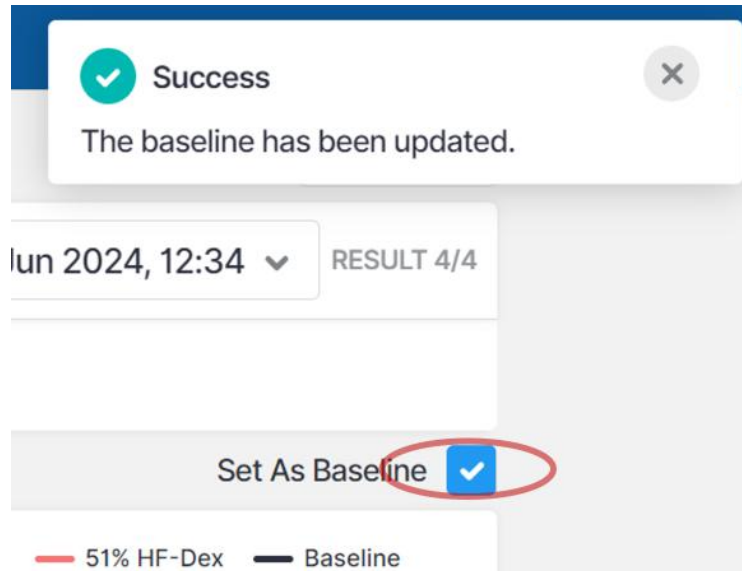 Success
The baseline has been updated.
Jun 2024, 12:34
RESULT 4/4
Set As Baseline
51% HF-Dex
Baseline